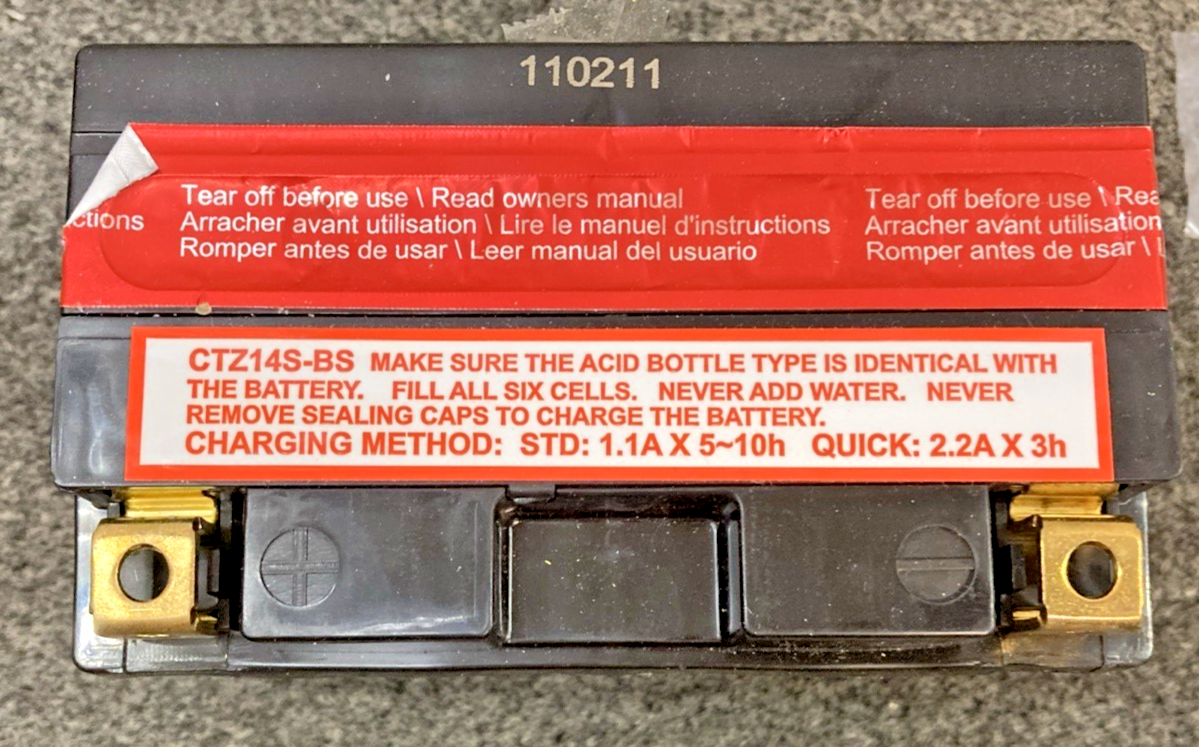 110211
Tear off before use \ Read owners manual
Arracher avant utilisation \ Lire le manuel d'instructions
Romper antes de usar \ Leer manual del usuario
ctions
Tear off before use \ Rea
Arracher avant utilisation
Romper antes de usar \ L
CTZ14S-BS MAKE SURE THE ACID BOTTLE TYPE IS IDENTICAL WITH
THE BATTERY. FILL ALL SIX CELLS. NEVER ADD WATER. NEVER
REMOVE SEALING CAPS TO CHARGE THE BATTERY.
CHARGING METHOD: STD: 1.1A X 5~10h QUICK: 2.2A X 3h